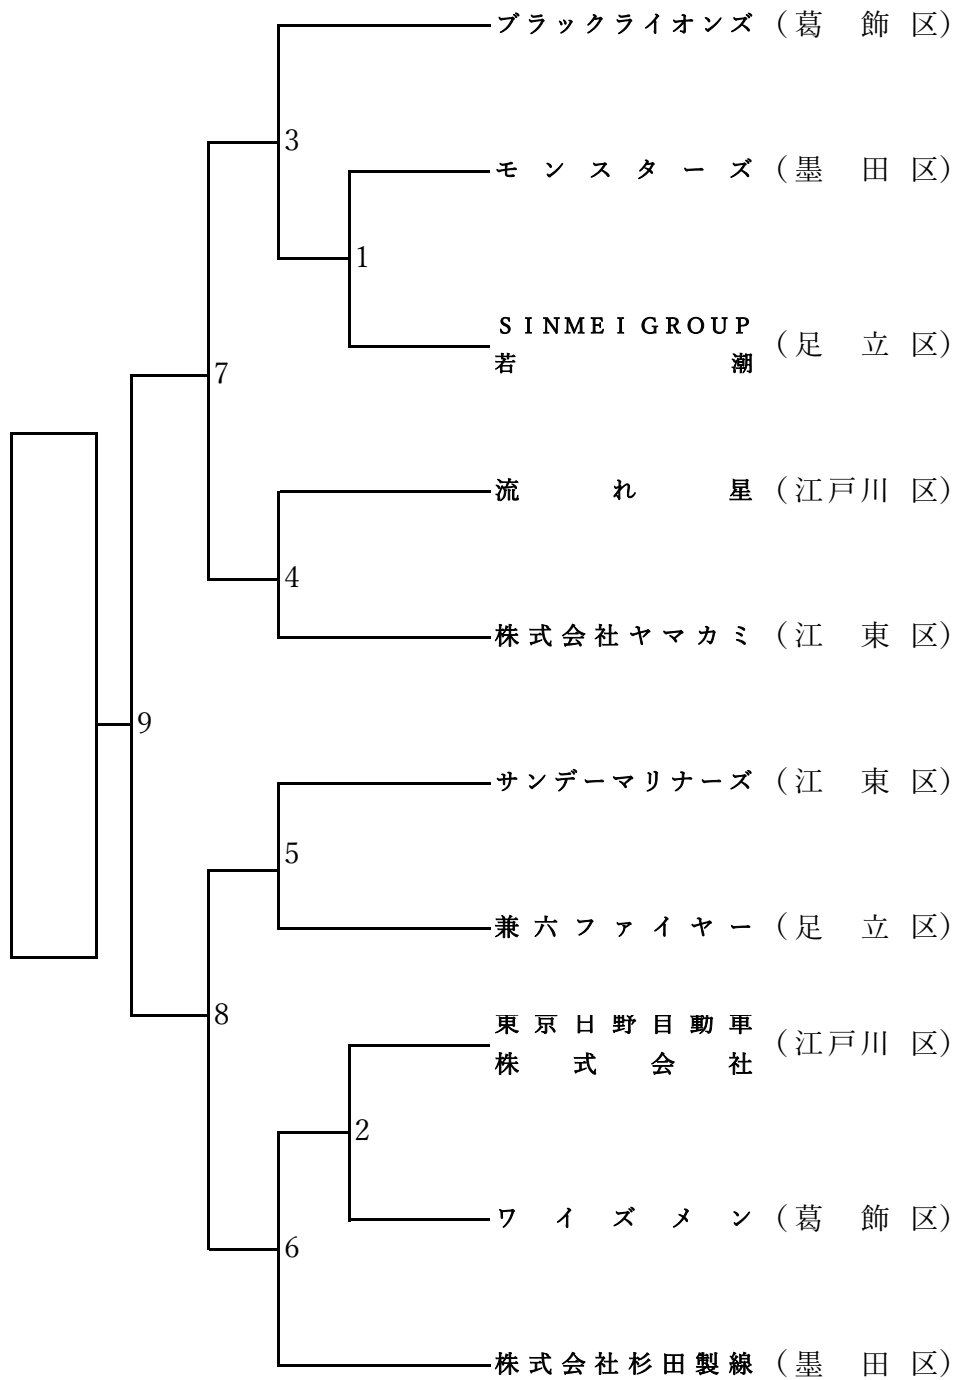 ブラックライオンズ（葛飾区）
3
モンスターズ（墨田区）
1
ＳＩＮＭＥＩＧＲＯＵＰ
若潮（足立区）
7
流れ星（江戸川区）
4
株式会社ヤマカミ（江東区）
9
サンデーマリナーズ（江東区）
5
兼六ファイヤー（足立区）
8
東京日野自動車
株式会社（江戸川区）
2
ワイズメン（葛飾区）
6
株式会社杉田製線（墨田区）